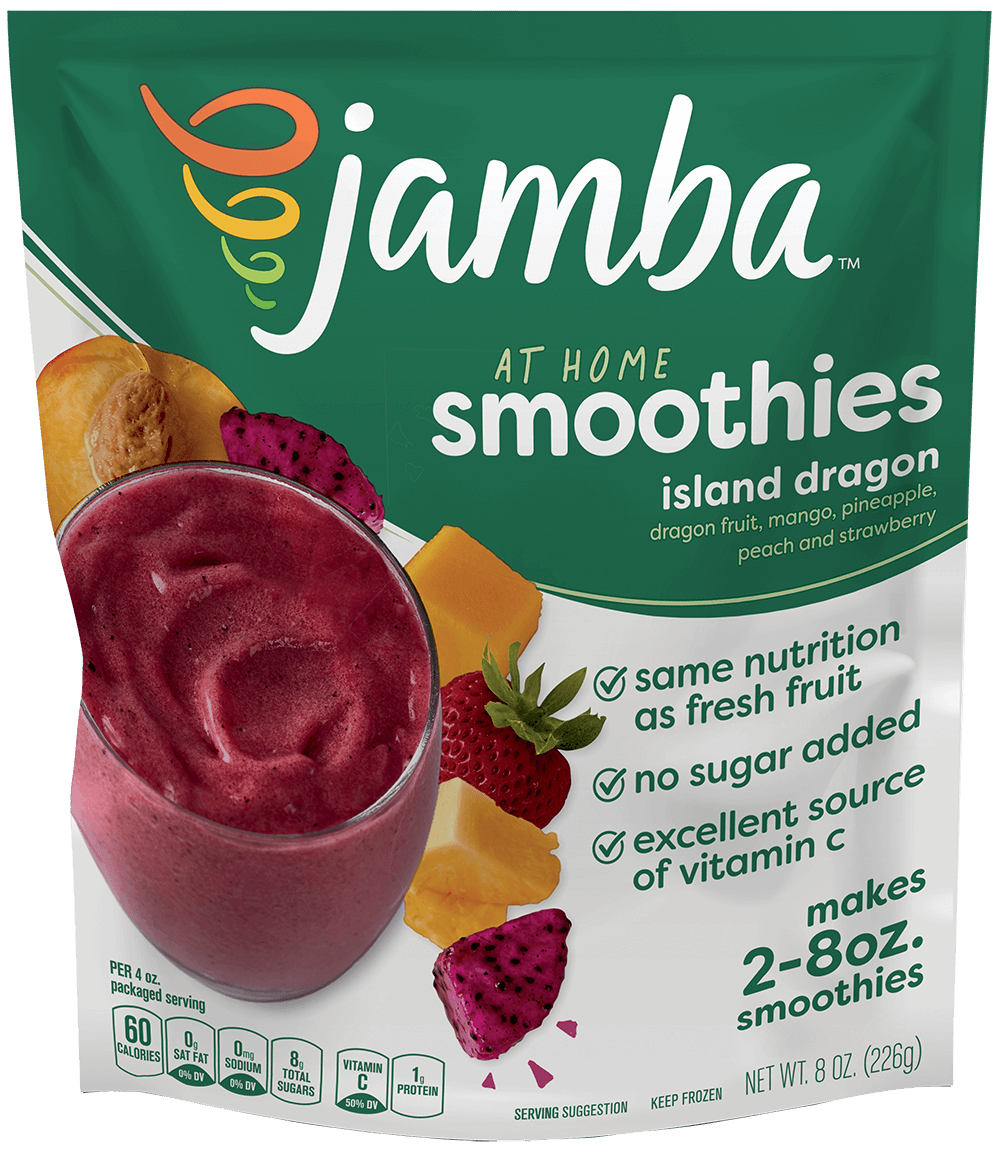 jamba™
AT HOME
smoothies
island dragon
dragon fruit, mango, pineapple,
peach and strawberry
same nutrition
as fresh fruit
no sugar added
excellent source
of vitamin c
makes
2-8oz.
smoothies
PER 4 oz.
packaged serving
60
CALORIES
0g
SAT FAT
0% DV
0mg
SODIUM
0% DV
8g
TOTAL
SUGARS
VITAMIN
C
50% DV
1g
PROTEIN
SERVING SUGGESTION
KEEP FROZEN
NET WT. 8 OZ. (226g)